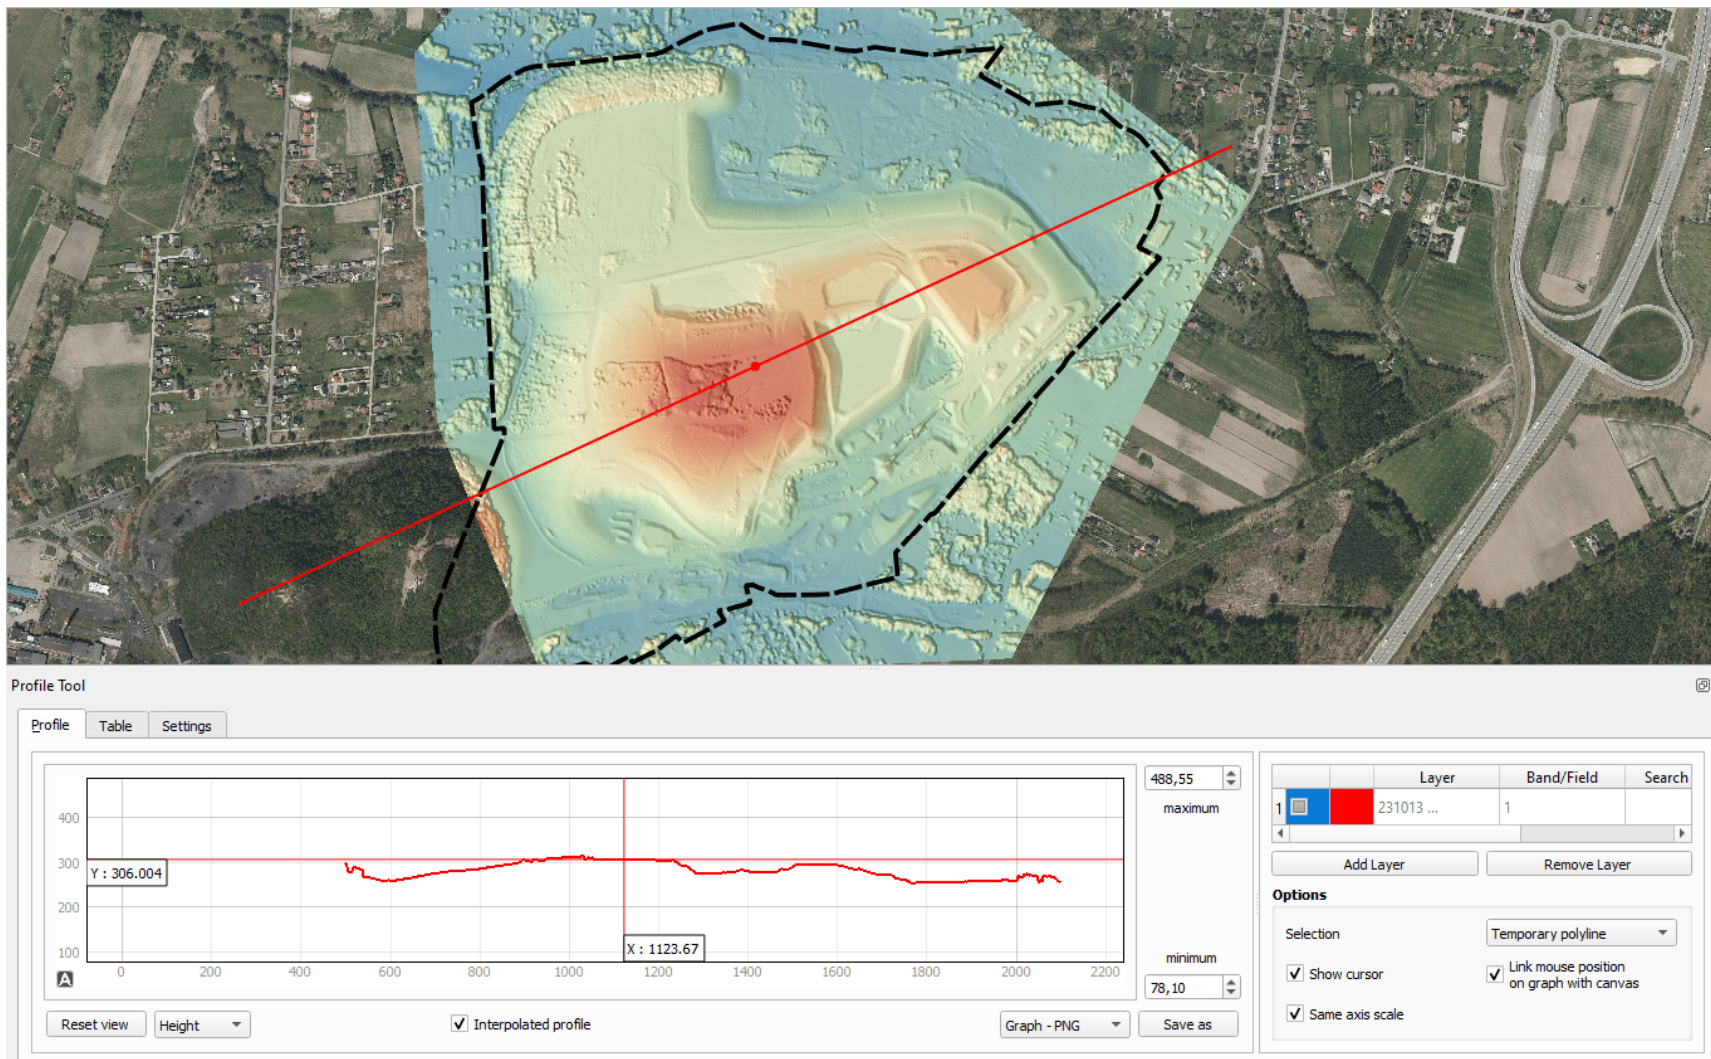 Profile Tool
Profile Table Settings
400
300
200
100
Y : 306.004
X : 1123.67
0 200 400 600 800 1000 1200 1400 1600 1800 2000 2200
A
488,55
maximum
minimum
78,10
Reset view Height Interpolated profile Graph - PNG Save as
Layer Band/Field Search
1 231013 ... 1
Add Layer Remove Layer
Options
Selection Temporary polyline
Show cursor Link mouse position
on graph with canvas
Same axis scale